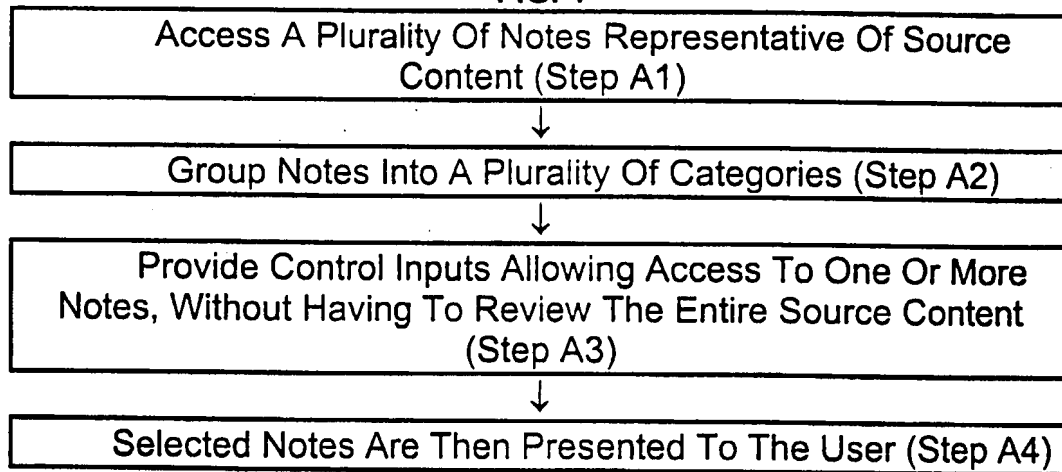 Access A Plurality Of Notes Representative Of Source
Content (Step A1)
↓
Group Notes Into A Plurality Of Categories (Step A2)
↓
Provide Control Inputs Allowing Access To One Or More
Notes, Without Having To Review The Entire Source Content
(Step A3)
↓
Selected Notes Are Then Presented To The User (Step A4)